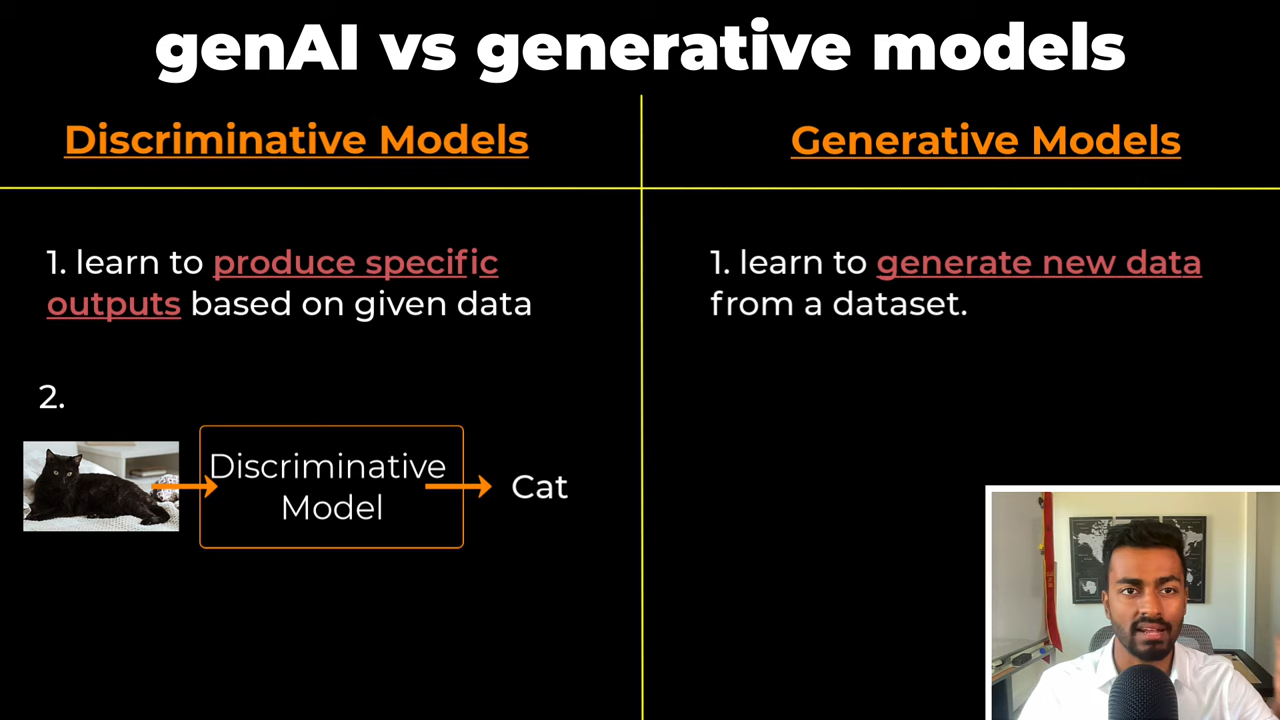 genAI vs generative models
Discriminative Models
Generative Models
1. learn to produce specific
outputs based on given data
1. learn to generate new data
from a dataset.
2.
Discriminative
Model
Cat